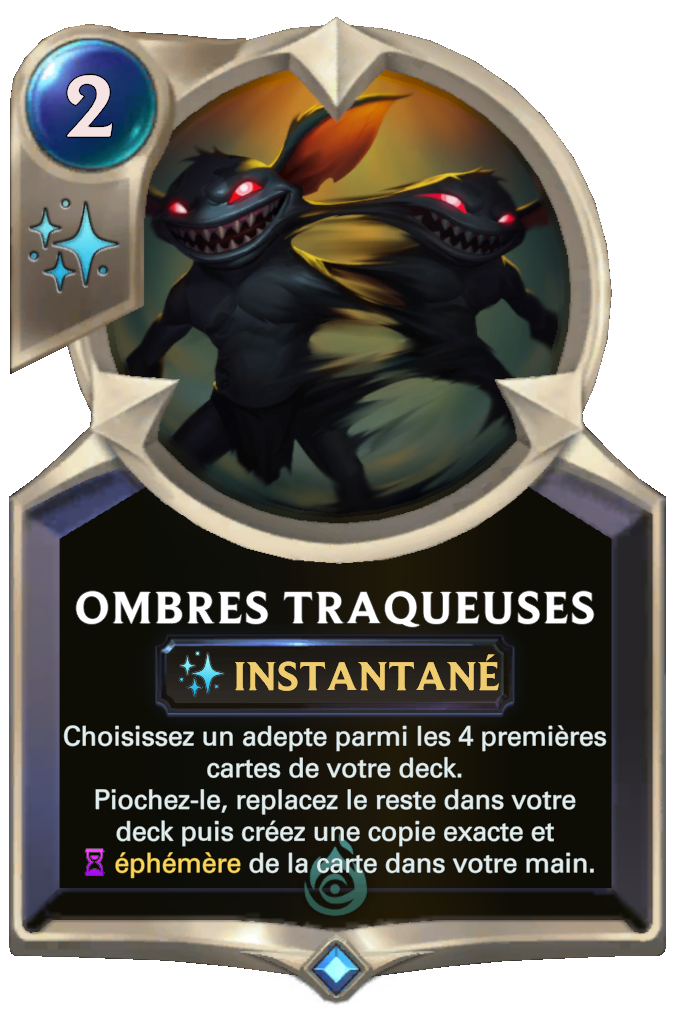 2
OMBRES TRAQUEUSES
INSTANTANÉ
Choisissez un adepte parmi les 4 premières
cartes de votre deck.
Piochez-le, replacez le reste dans votre
deck puis créez une copie exacte et
éphémère de la carte dans votre main.